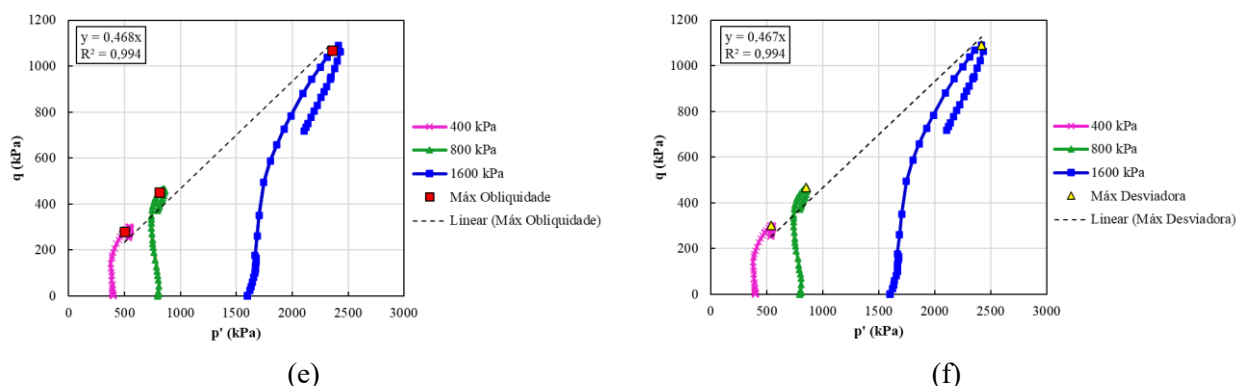 y = 0,468x
R² = 0,994
1200
1000
800
600
400
200
0
q (kPa)
0 500 1000 1500 2000 2500 3000
p' (kPa)
400 kPa
800 kPa
1600 kPa
Máx Obliquidade
Linear (Máx Obliquidade)
(e)
y = 0,467x
R² = 0,994
1200
1000
800
600
400
200
0
q (kPa)
0 500 1000 1500 2000 2500 3000
p' (kPa)
400 kPa
800 kPa
1600 kPa
Máx Desviadora
Linear (Máx Desviadora)
(f)